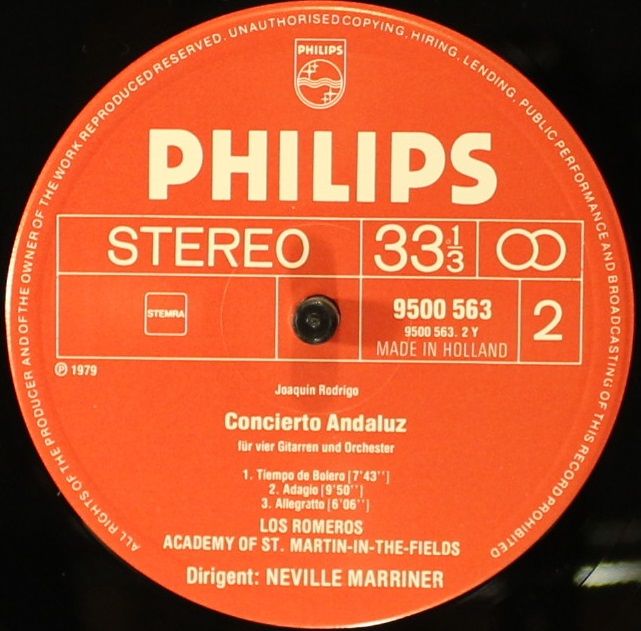 ALL RIGHTS OF THE PRODUCER AND OF THE OWNER OF THE WORK REPRODUCED RESERVED. UNAUTHORISED COPYING, HIRING, LENDING, PUBLIC PERFORMANCE AND BROADCASTING OF THIS RECORD PROHIBITED
PHILIPS
PHILIPS
STEREO
33 1/3
STEMRA
9500 563
9500 563. 2 Y
MADE IN HOLLAND
2
Ⓟ 1979
Joaquín Rodrigo
Concierto Andaluz
für vier Gitarren und Orchester
1. Tiempo de Bolero [7'43'']
2. Adagio [9'50'']
3. Allegratto [6'06'']
LOS ROMEROS
ACADEMY OF ST. MARTIN-IN-THE-FIELDS
Dirigent: NEVILLE MARRINER